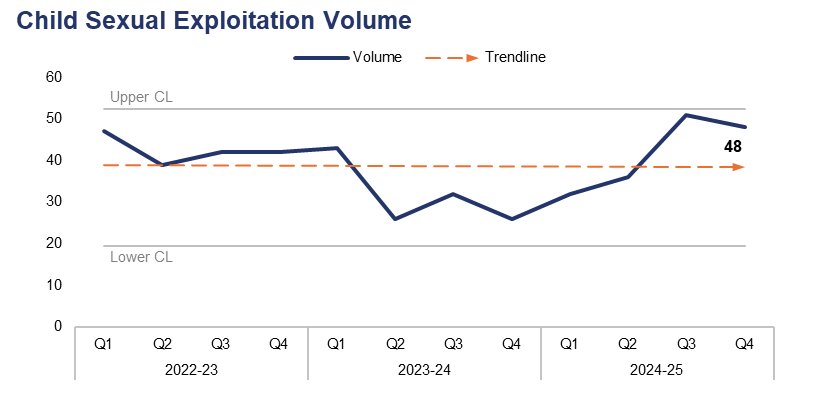 Child Sexual Exploitation Volume
Volume Trendline
60
Upper CL
50
48
40
30
20
Lower CL
10
0
Q1 Q2 Q3 Q4 Q1 Q2 Q3 Q4 Q1 Q2 Q3 Q4
2022-23 2023-24 2024-25